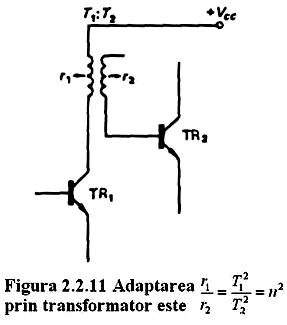 T₁:T₂
+Vcc
r₁
r₂
TR₂
TR₁
Figura 2.2.11 Adaptarea
prin transformator este r₁/r₂ = T₁²/T₂² = n²